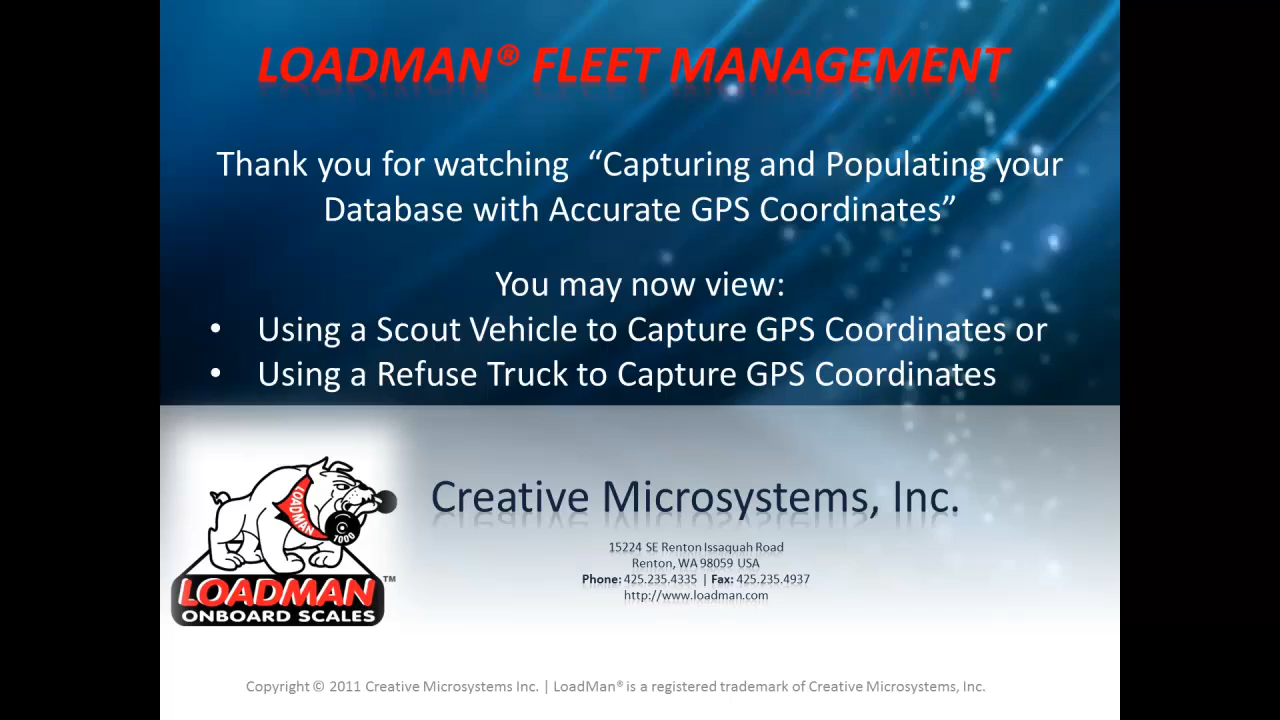 LOADMAN® FLEET MANAGEMENT
Thank you for watching “Capturing and Populating your
Database with Accurate GPS Coordinates”
You may now view:
• Using a Scout Vehicle to Capture GPS Coordinates or
• Using a Refuse Truck to Capture GPS Coordinates
LOADMAN
1000
LOADMAN™
ONBOARD SCALES
Creative Microsystems, Inc.
15224 SE Renton Issaquah Road
Renton, WA 98059 USA
Phone: 425.235.4335 | Fax: 425.235.4937
http://www.loadman.com
Copyright © 2011 Creative Microsystems Inc. | LoadMan® is a registered trademark of Creative Microsystems, Inc.